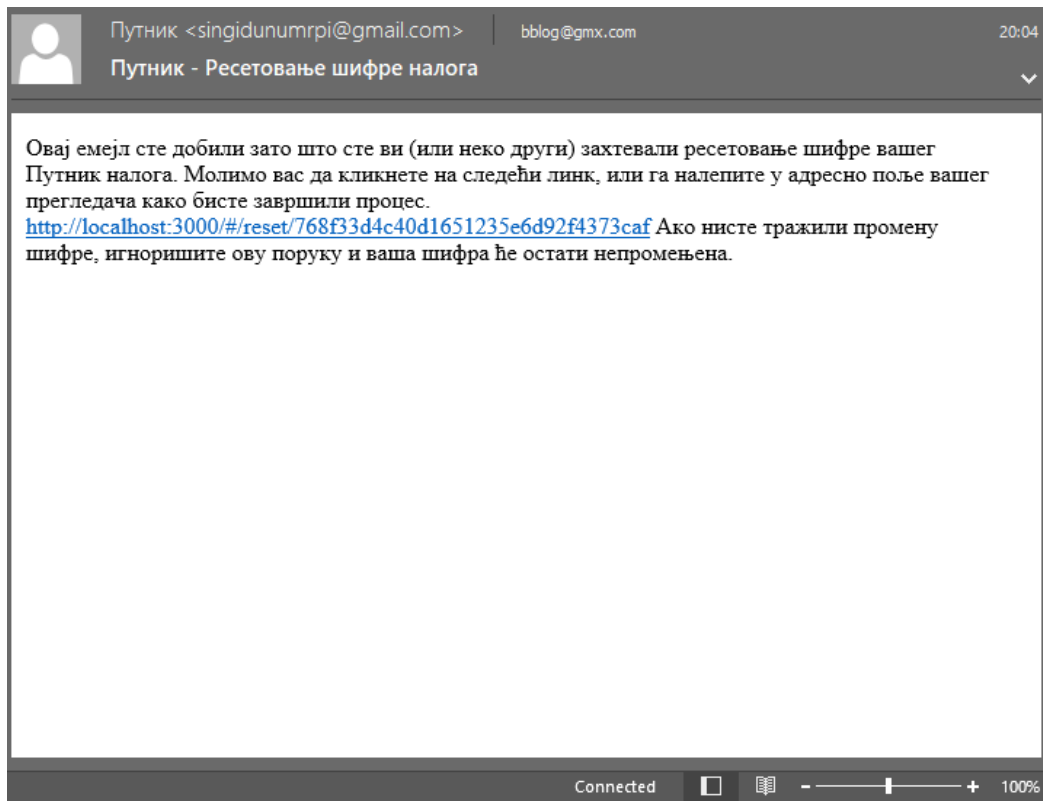 Путник <singidunumrpi@gmail.com>
bblog@gmx.com
20:04
Путник - Ресетовање шифре налога
Овај емејл сте добили зато што сте ви (или неко други) захтевали ресетовање шифре вашег
Путник налога. Молимо вас да кликнете на следећи линк, или га налепите у адресно поље вашег
прегледача како бисте завршили процес.
http://localhost:3000/#/reset/768f33d4c40d1651235e6d92f4373caf Ако нисте тражили промену
шифре, игноришите ову поруку и ваша шифра ће остати непромењена.
Connected
- + 100%